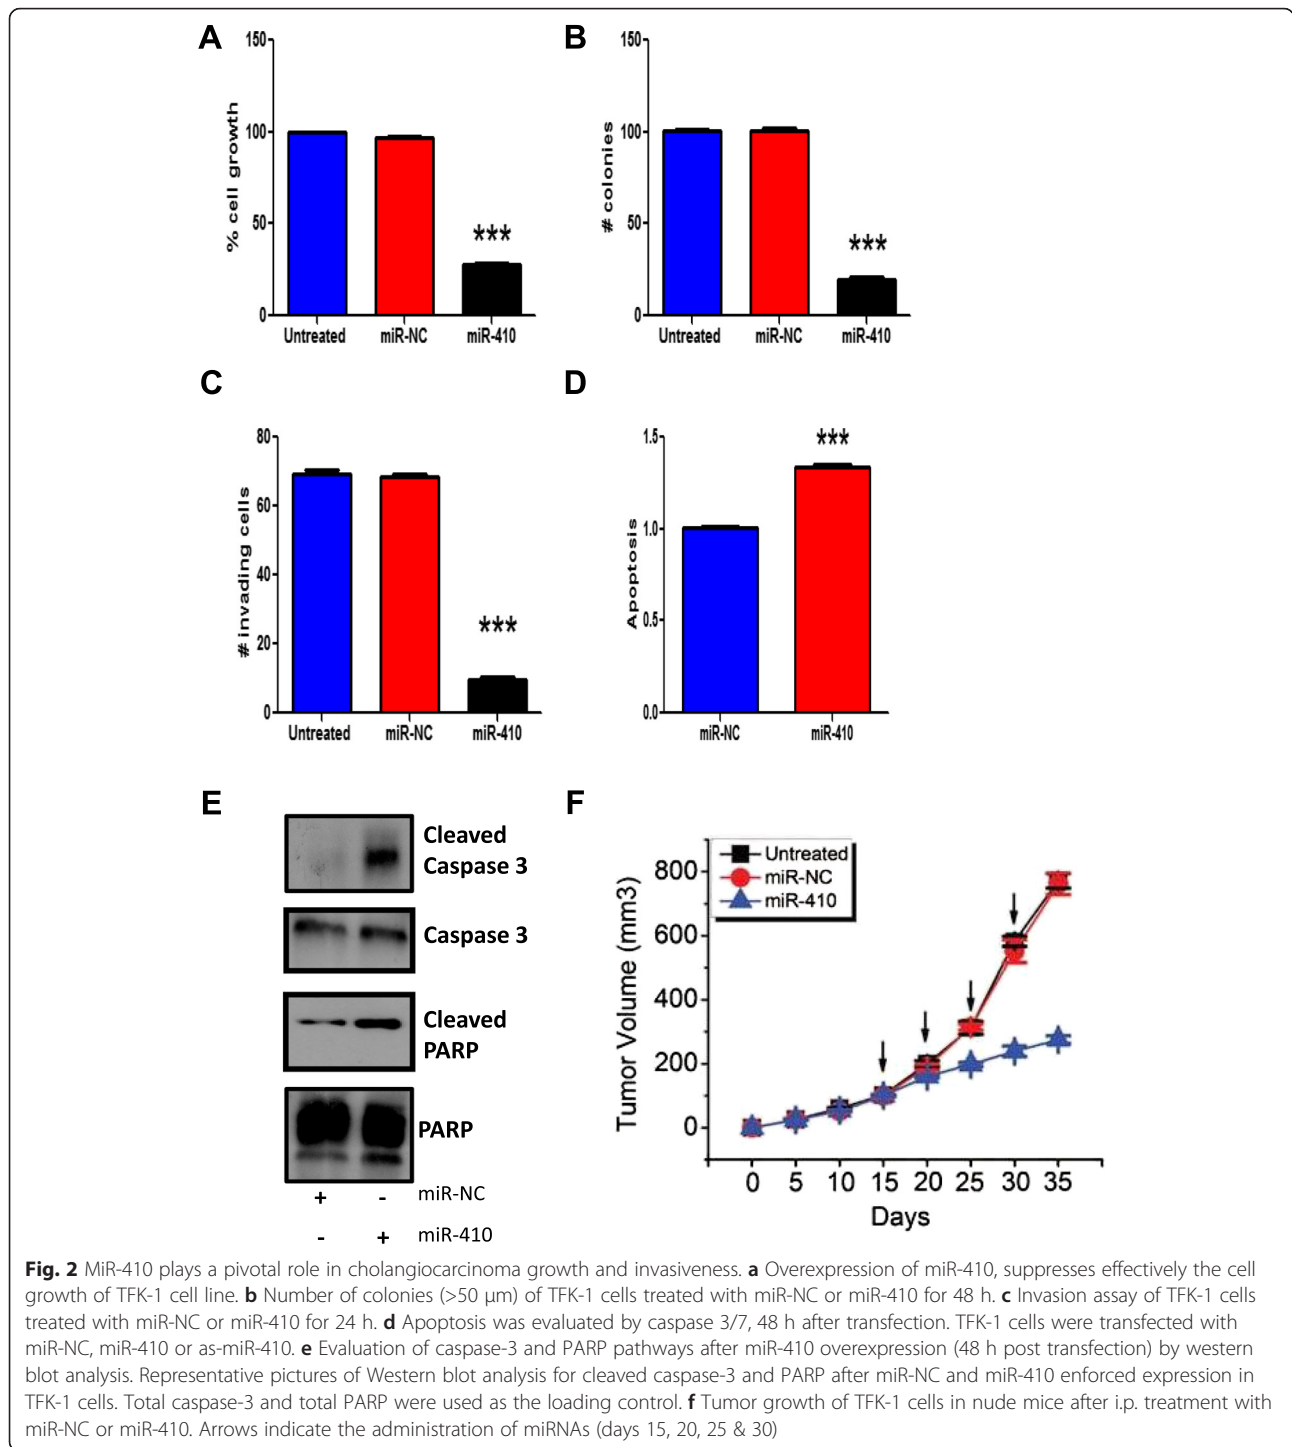 A
150
100
50
0
% cell growth
***
Untreated miR-NC miR-410
B
150
100
50
0
# colonies
***
Untreated miR-NC miR-410
C
80
60
40
20
0
# invading cells
***
Untreated miR-NC miR-410
D
1.5
1.0
0.5
0.0
Apoptosis
***
miR-NC miR-410
E
Cleaved
Caspase 3
Caspase 3
Cleaved
PARP
PARP
+ - miR-NC
- + miR-410
F
Untreated
miR-NC
miR-410
800
600
400
200
0
Tumor Volume (mm3)
0 5 10 15 20 25 30 35
Days
Fig. 2 MiR-410 plays a pivotal role in cholangiocarcinoma growth and invasiveness. a Overexpression of miR-410, suppresses effectively the cell
growth of TFK-1 cell line. b Number of colonies (>50 μm) of TFK-1 cells treated with miR-NC or miR-410 for 48 h. c Invasion assay of TFK-1 cells
treated with miR-NC or miR-410 for 24 h. d Apoptosis was evaluated by caspase 3/7, 48 h after transfection. TFK-1 cells were transfected with
miR-NC, miR-410 or as-miR-410. e Evaluation of caspase-3 and PARP pathways after miR-410 overexpression (48 h post transfection) by western
blot analysis. Representative pictures of Western blot analysis for cleaved caspase-3 and PARP after miR-NC and miR-410 enforced expression in
TFK-1 cells. Total caspase-3 and total PARP were used as the loading control. f Tumor growth of TFK-1 cells in nude mice after i.p. treatment with
miR-NC or miR-410. Arrows indicate the administration of miRNAs (days 15, 20, 25 & 30)